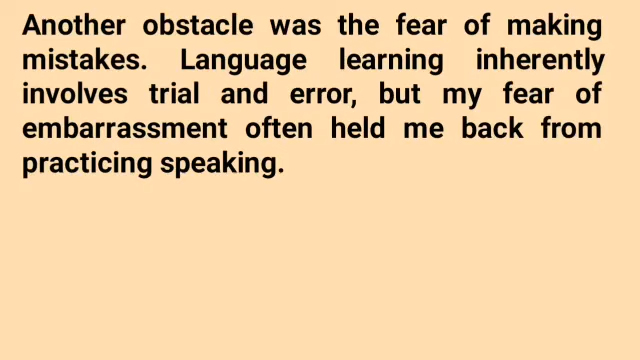 Another obstacle was the fear of making
mistakes. Language learning inherently
involves trial and error, but my fear of
embarrassment often held me back from
practicing speaking.